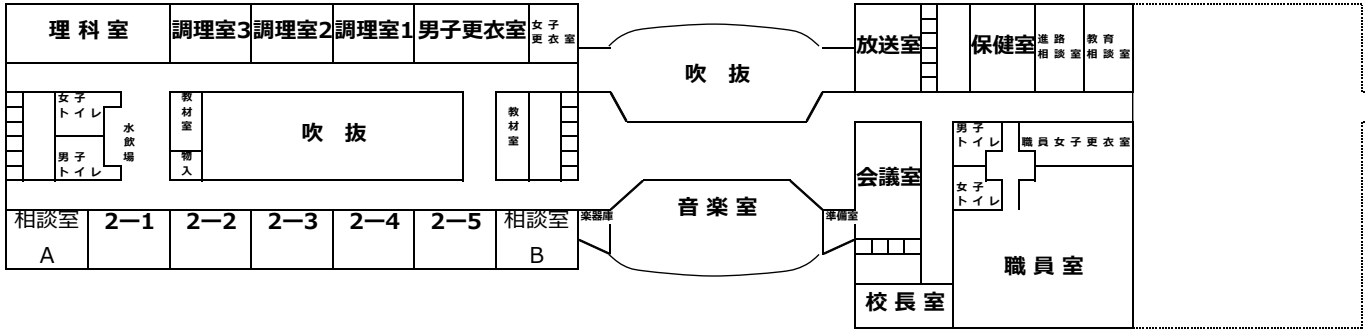 理科室
調理室3
調理室2
調理室1
男子更衣室
女子
更衣室
吹抜
放送室
保健室
進路
相談室
教育
相談室
女子
トイレ
水飲場
男子
トイレ
教材室
物入
吹抜
教材室
会議室
男子
トイレ
職員女子更衣室
女子
トイレ
相談室
A
2ー1
2ー2
2ー3
2ー4
2ー5
相談室
B
楽器庫
音楽室
準備室
職員室
校長室